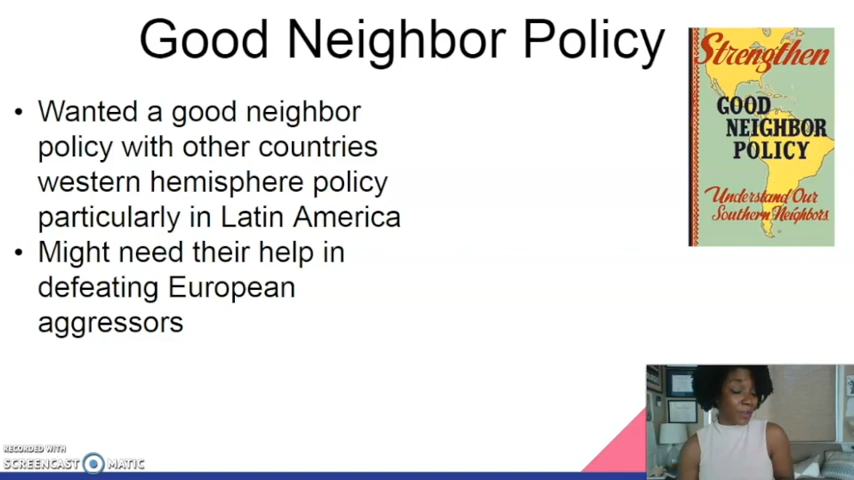 Good Neighbor Policy
• Wanted a good neighbor
policy with other countries
western hemisphere policy
particularly in Latin America
• Might need their help in
defeating European
aggressors
Strengthen
GOOD
NEIGHBOR
POLICY
Understand Our
Southern Neighbors
RECORDED WITH
SCREENCAST MATIC